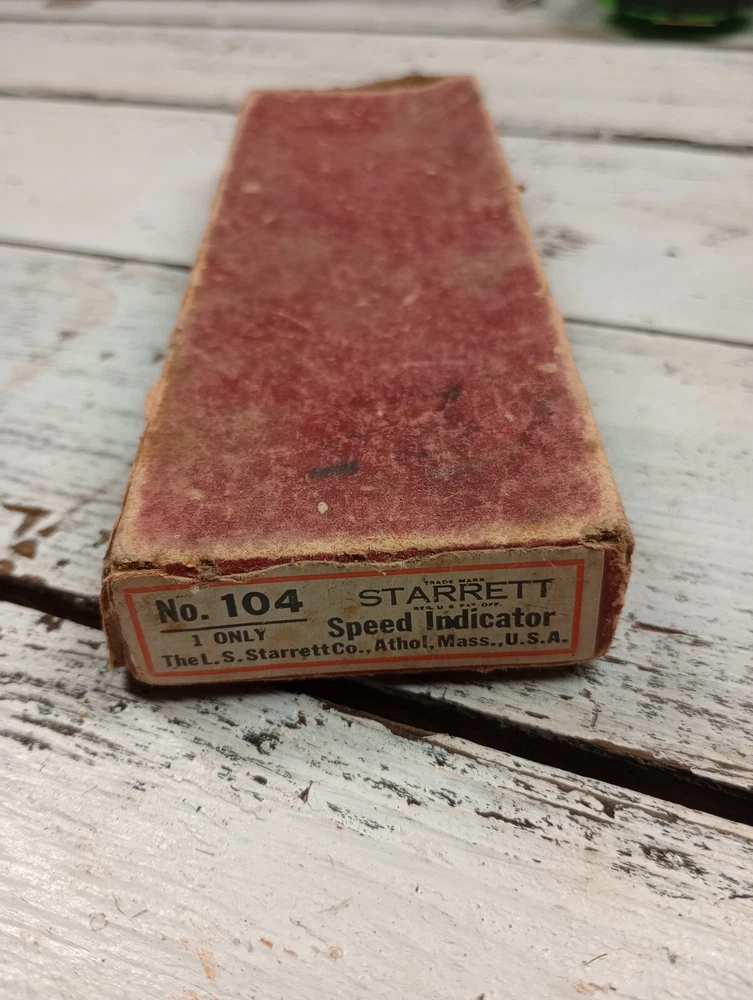 No. 104
1 ONLY
TRADE MARK
STARRETT
REG. U S PAT OFF.
Speed Indicator
The L. S. Starrett Co., Athol, Mass., U.S.A.